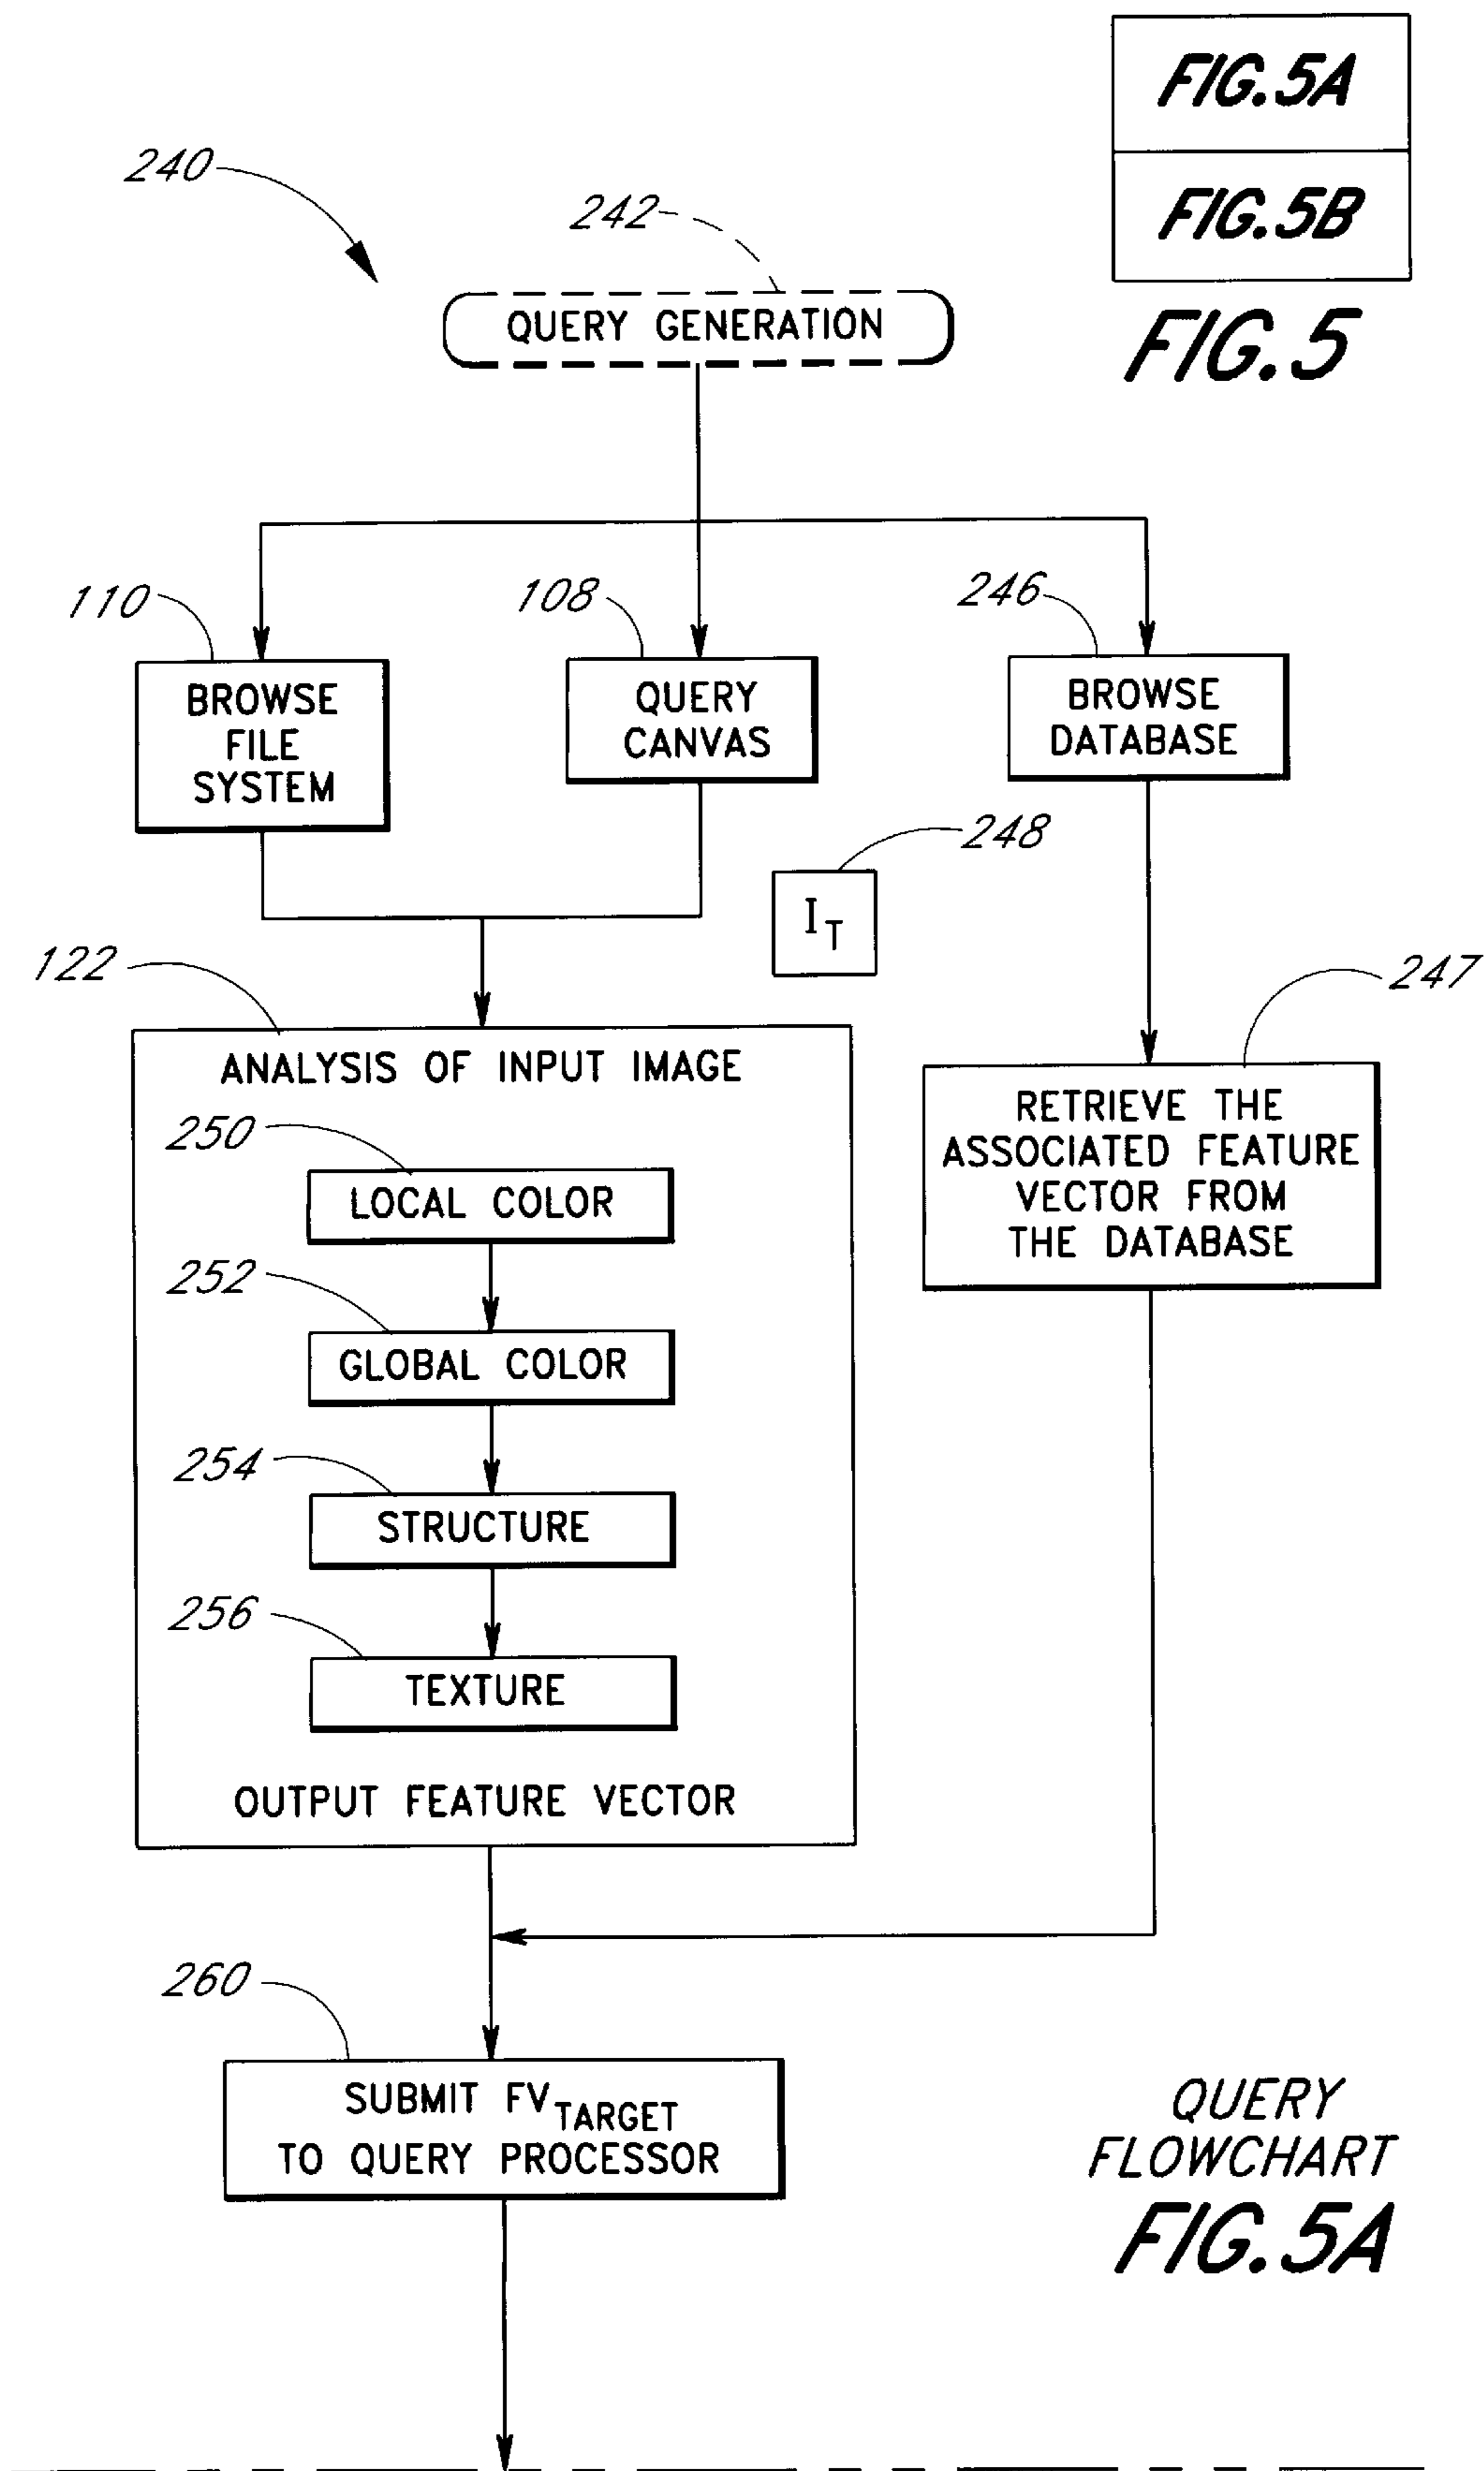 FIG. 5A
FIG. 5B
FIG. 5
240
242
QUERY GENERATION
110
108
246
BROWSE
FILE
SYSTEM
QUERY
CANVAS
BROWSE
DATABASE
248
I_T
122
247
ANALYSIS OF INPUT IMAGE
250
LOCAL COLOR
252
GLOBAL COLOR
254
STRUCTURE
256
TEXTURE
OUTPUT FEATURE VECTOR
RETRIEVE THE
ASSOCIATED FEATURE
VECTOR FROM
THE DATABASE
260
SUBMIT FV_TARGET
TO QUERY PROCESSOR
QUERY
FLOWCHART
FIG. 5A